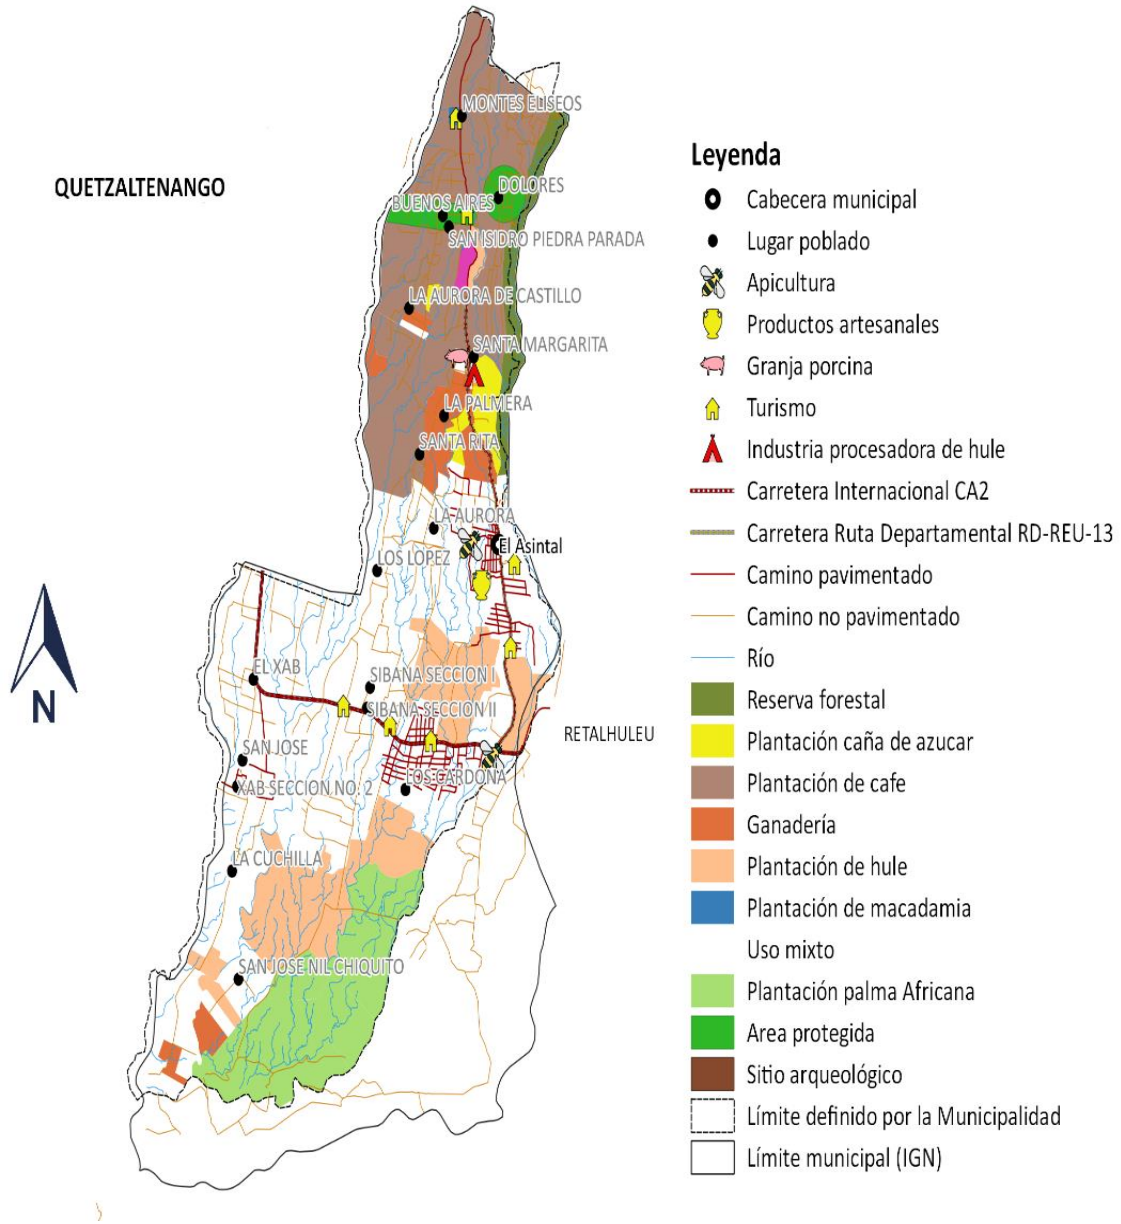 MONTES ELISEOS
QUETZALTENANGO
DOLORES
BUENOS AIRES
SAN ISIDRO PIEDRA PARADA
LA AURORA DE CASTILLO
SANTA MARGARITA
LA PALMERA
SANTA RITA
LA AURORA
El Asintal
LOS LOPEZ
EL XAB
SIBANA SECCION I
SIBANA SECCION II
RETALHULEU
SAN JOSE
LOS CARDONA
XAB SECCION NO. 2
LA CUCHILLA
SAN JOSE NIL CHIQUITO
N
Leyenda
Cabecera municipal
Lugar poblado
Apicultura
Productos artesanales
Granja porcina
Turismo
Industria procesadora de hule
Carretera Internacional CA2
Carretera Ruta Departamental RD-REU-13
Camino pavimentado
Camino no pavimentado
Río
Reserva forestal
Plantación caña de azucar
Plantación de cafe
Ganadería
Plantación de hule
Plantación de macadamia
Uso mixto
Plantación palma Africana
Area protegida
Sitio arqueológico
Límite definido por la Municipalidad
Límite municipal (IGN)